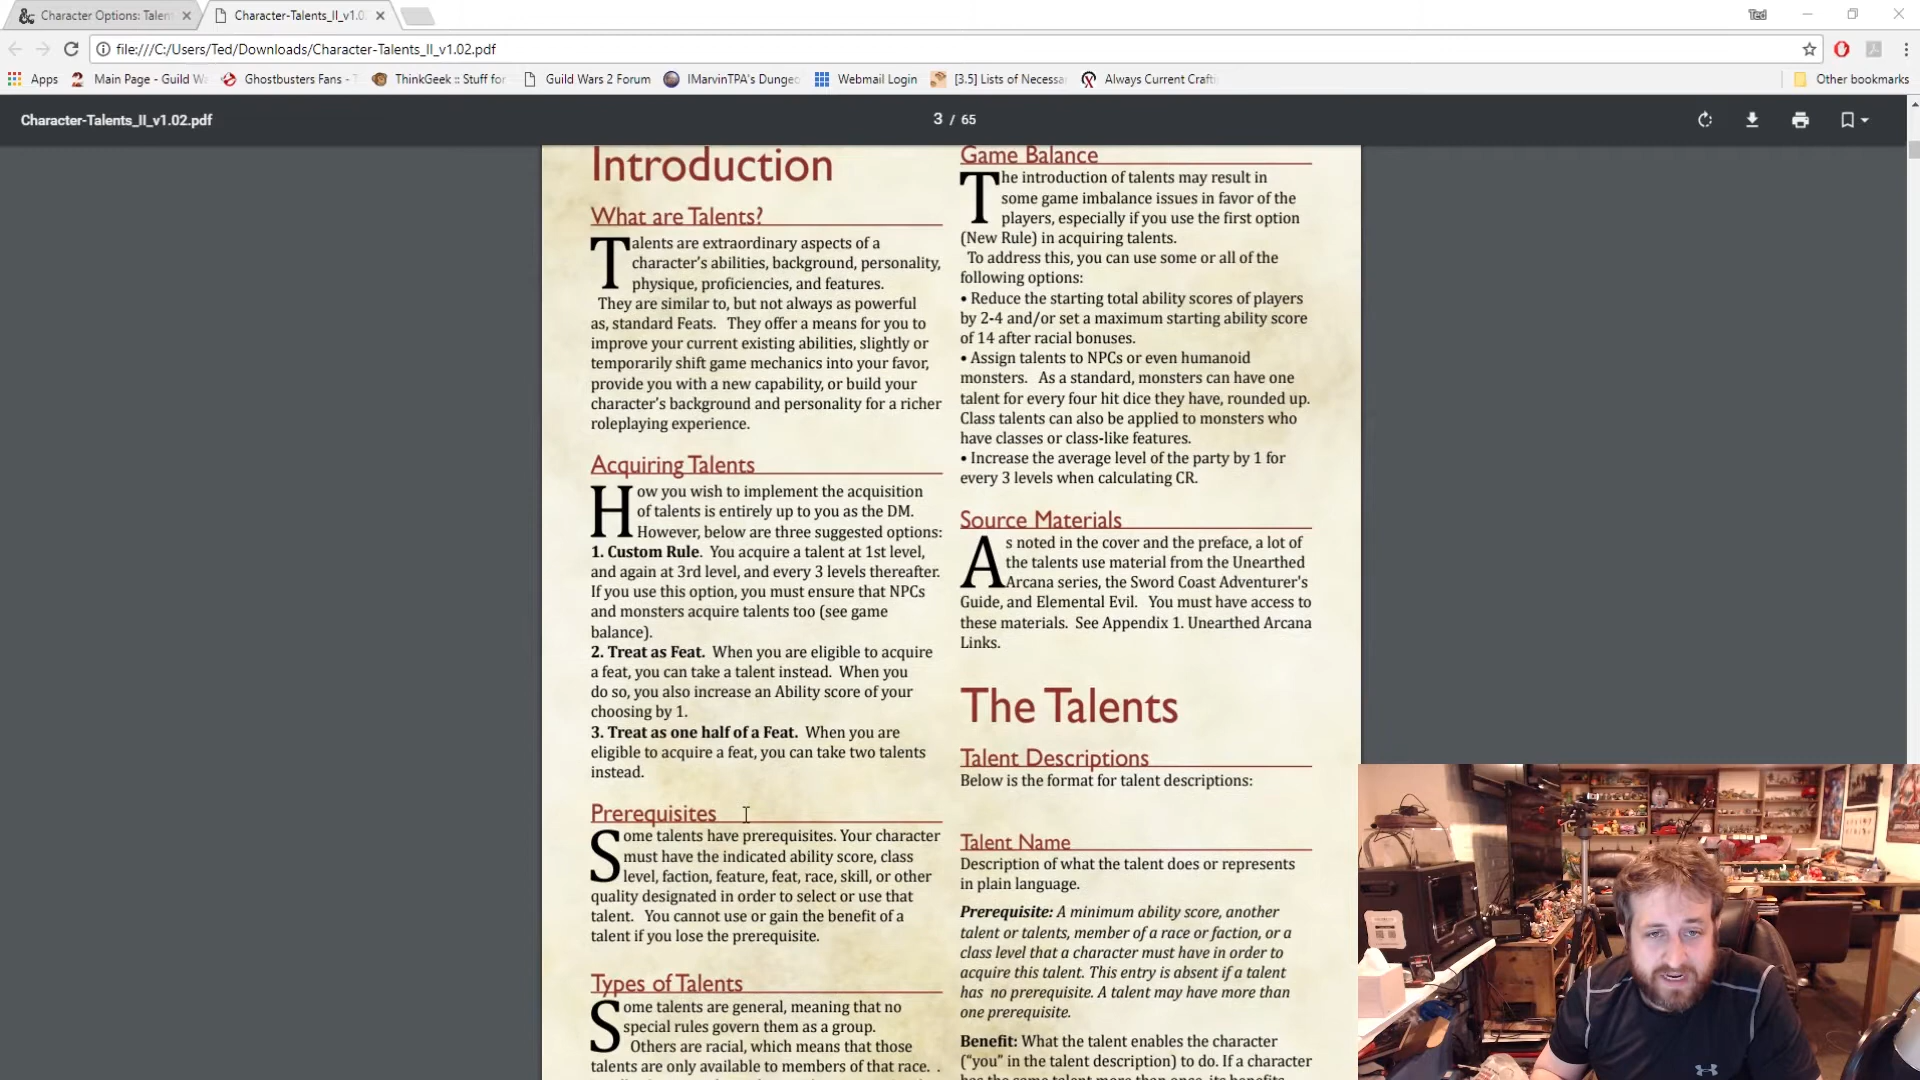 Character Options: Talen
Character-Talents_II_v1.0
Ted
file:///C:/Users/Ted/Downloads/Character-Talents_II_v1.02.pdf
Apps
Main Page - Guild W
Ghostbusters Fans -
ThinkGeek :: Stuff for
Guild Wars 2 Forum
IMarvinTPA's Dunge
Webmail Login
[3.5] Lists of Necessa
Always Current Craft
Other bookmarks
Character-Talents_II_v1.02.pdf
3 / 65
Introduction
What are Talents?
Talents are extraordinary aspects of a
character's abilities, background, personality,
physique, proficiencies, and features.
They are similar to, but not always as powerful
as, standard Feats. They offer a means for you to
improve your current existing abilities, slightly or
temporarily shift game mechanics into your favor,
provide you with a new capability, or build your
character's background and personality for a richer
roleplaying experience.
Acquiring Talents
How you wish to implement the acquisition
of talents is entirely up to you as the DM.
However, below are three suggested options:
1. Custom Rule. You acquire a talent at 1st level,
and again at 3rd level, and every 3 levels thereafter.
If you use this option, you must ensure that NPCs
and monsters acquire talents too (see game
balance).
2. Treat as Feat. When you are eligible to acquire
a feat, you can take a talent instead. When you
do so, you also increase an Ability score of your
choosing by 1.
3. Treat as one half of a Feat. When you are
eligible to acquire a feat, you can take two talents
instead.
Prerequisites
Some talents have prerequisites. Your character
must have the indicated ability score, class
level, faction, feature, feat, race, skill, or other
quality designated in order to select or use that
talent. You cannot use or gain the benefit of a
talent if you lose the prerequisite.
Types of Talents
Some talents are general, meaning that no
special rules govern them as a group.
Others are racial, which means that those
talents are only available to members of that race. .
Game Balance
The introduction of talents may result in
some game imbalance issues in favor of the
players, especially if you use the first option
(New Rule) in acquiring talents.
To address this, you can use some or all of the
following options:
• Reduce the starting total ability scores of players
by 2-4 and/or set a maximum starting ability score
of 14 after racial bonuses.
• Assign talents to NPCs or even humanoid
monsters. As a standard, monsters can have one
talent for every four hit dice they have, rounded up.
Class talents can also be applied to monsters who
have classes or class-like features.
• Increase the average level of the party by 1 for
every 3 levels when calculating CR.
Source Materials
As noted in the cover and the preface, a lot of
the talents use material from the Unearthed
Arcana series, the Sword Coast Adventurer's
Guide, and Elemental Evil. You must have access to
these materials. See Appendix 1. Unearthed Arcana
Links.
The Talents
Talent Descriptions
Below is the format for talent descriptions:
Talent Name
Description of what the talent does or represents
in plain language.
Prerequisite: A minimum ability score, another
talent or talents, member of a race or faction, or a
class level that a character must have in order to
acquire this talent. This entry is absent if a talent
has no prerequisite. A talent may have more than
one prerequisite.
Benefit: What the talent enables the character
("you" in the talent description) to do. If a character